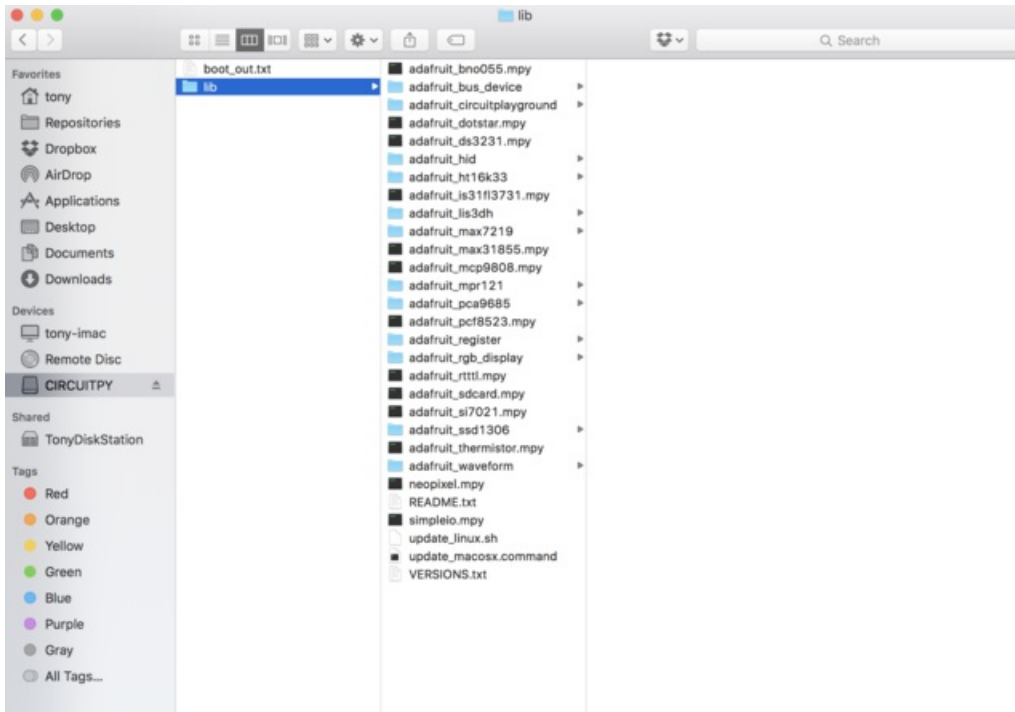 lib
Search
Favorites
tony
Repositories
Dropbox
AirDrop
Applications
Desktop
Documents
Downloads
Devices
tony-imac
Remote Disc
CIRCUITPY
Shared
TonyDiskStation
Tags
Red
Orange
Yellow
Green
Blue
Purple
Gray
All Tags...
boot_out.txt
lib
adafruit_bno055.mpy
adafruit_bus_device
adafruit_circuitplayground
adafruit_dotstar.mpy
adafruit_ds3231.mpy
adafruit_hid
adafruit_ht16k33
adafruit_is31fl3731.mpy
adafruit_lis3dh
adafruit_max7219
adafruit_max31855.mpy
adafruit_mcp9808.mpy
adafruit_mpr121
adafruit_pca9685
adafruit_pcf8523.mpy
adafruit_register
adafruit_rgb_display
adafruit_rtttl.mpy
adafruit_sdcard.mpy
adafruit_si7021.mpy
adafruit_ssd1306
adafruit_thermistor.mpy
adafruit_waveform
neopixel.mpy
README.txt
simpleio.mpy
update_linux.sh
update_macosx.command
VERSIONS.txt